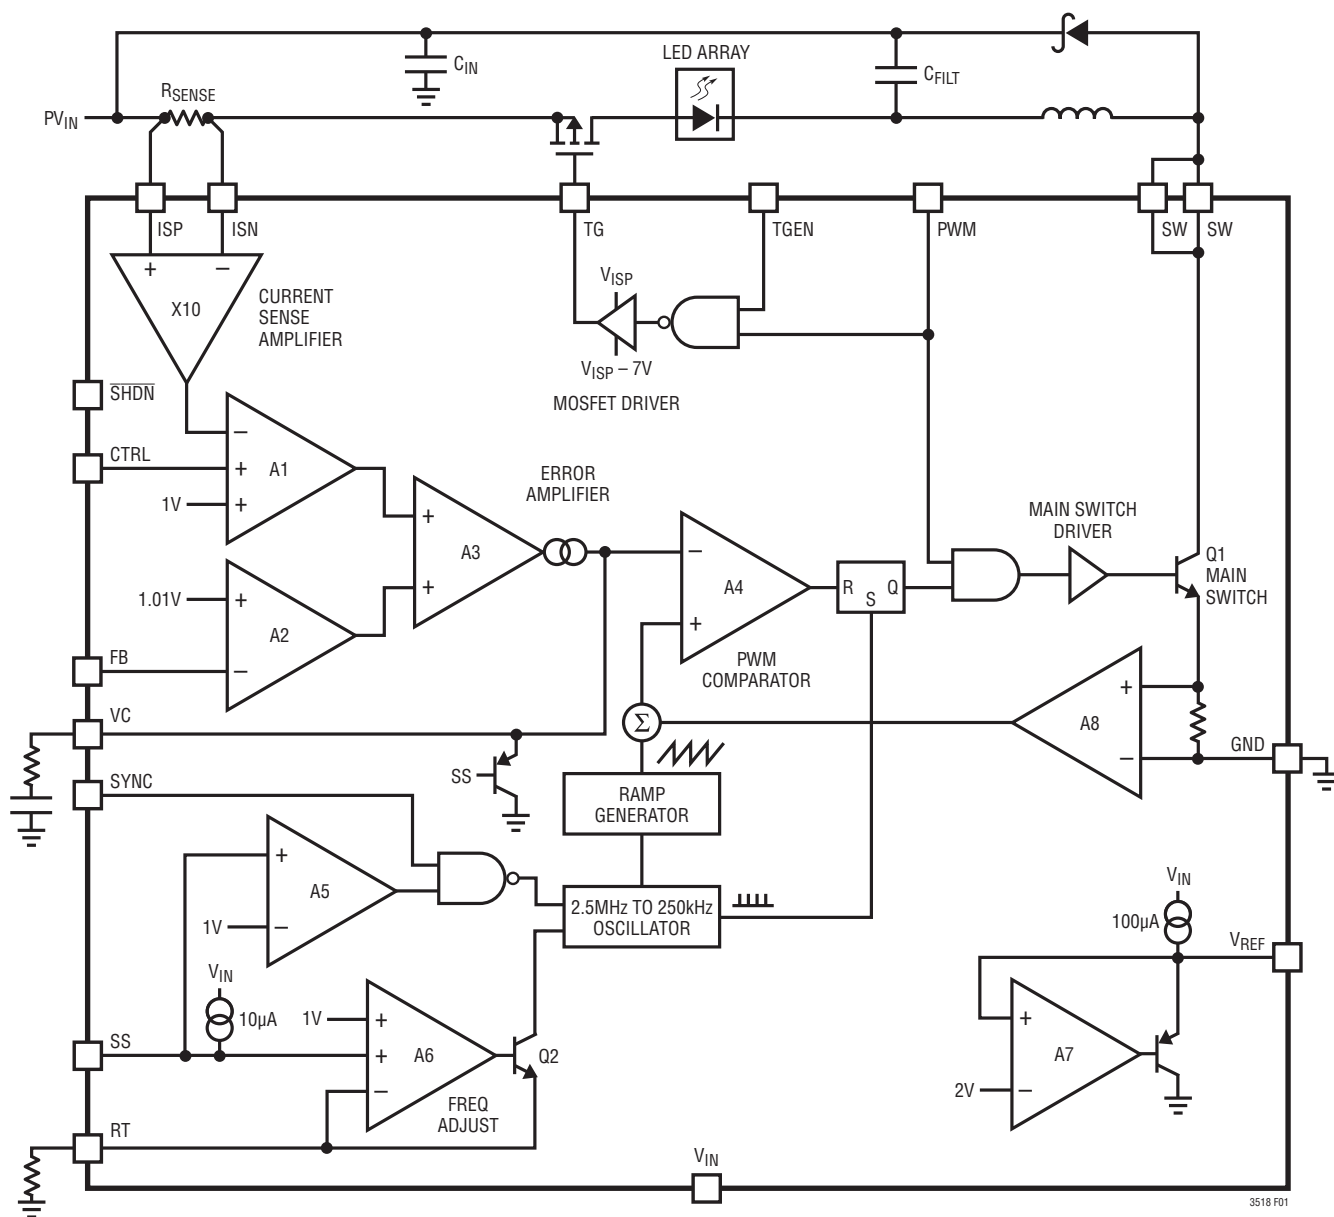 LED ARRAY
C_IN
C_FILT
R_SENSE
PV_IN
ISP
ISN
TG
TGEN
PWM
SW
SW
+
−
X10
CURRENT
SENSE
AMPLIFIER
V_ISP
V_ISP – 7V
MOSFET DRIVER
SHDN
CTRL
1V
−
+
+
A1
ERROR
AMPLIFIER
+
+
A3
1.01V
+
−
A2
FB
−
+
A4
PWM
COMPARATOR
R
S
Q
MAIN SWITCH
DRIVER
Q1
MAIN
SWITCH
VC
SS
Σ
+
−
A8
GND
SYNC
RAMP
GENERATOR
+
−
A5
1V
2.5MHz TO 250kHz
OSCILLATOR
V_IN
10µA
SS
1V
+
+
−
A6
Q2
FREQ
ADJUST
RT
V_IN
100µA
V_REF
+
−
A7
2V
V_IN
3518 F01